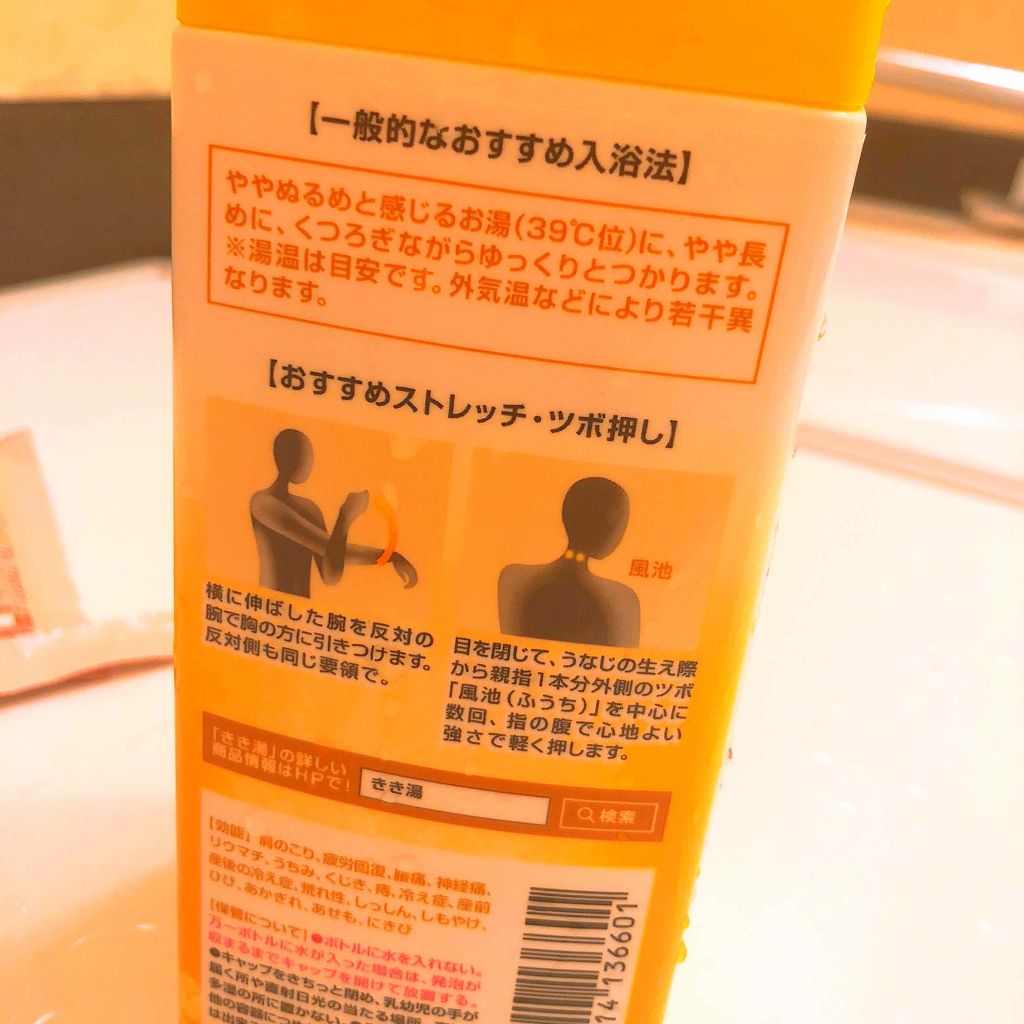 【一般的なおすすめ入浴法】
ややぬるめと感じるお湯(39℃位)に、やや長
めに、くつろぎながらゆっくりとつかります。
※湯温は目安です。外気温などにより若干異
なります。
【おすすめストレッチ・ツボ押し】
横に伸ばした腕を反対の
腕で胸の方に引きつけます。
反対側も同じ要領で。
風池
目を閉じて、うなじの生え際
から親指1本分外側のツボ
「風池(ふうち)」を中心に
数回、指の腹で心地よい
強さで軽く押します。
「きき湯」の詳しい
商品情報はHPで!
きき湯
検索
【効能】肩のこり、疲労回復、腰痛、神経痛、
リウマチ、うちみ、くじき、痔、冷え症、産前
産後の冷え症、荒れ性、しっしん、しもやけ、
ひび、あかぎれ、あせも、にきび
【保管について】●ボトルに水を入れない。
万一ボトルに水が入った場合は、発泡が
収まるまでキャップを開けて放置する。
●キャップをきちっと閉め、乳幼児の手が
届く所や直射日光の当たる場所、
多湿の所に置かない。
他の容器に
は出来
14 136601